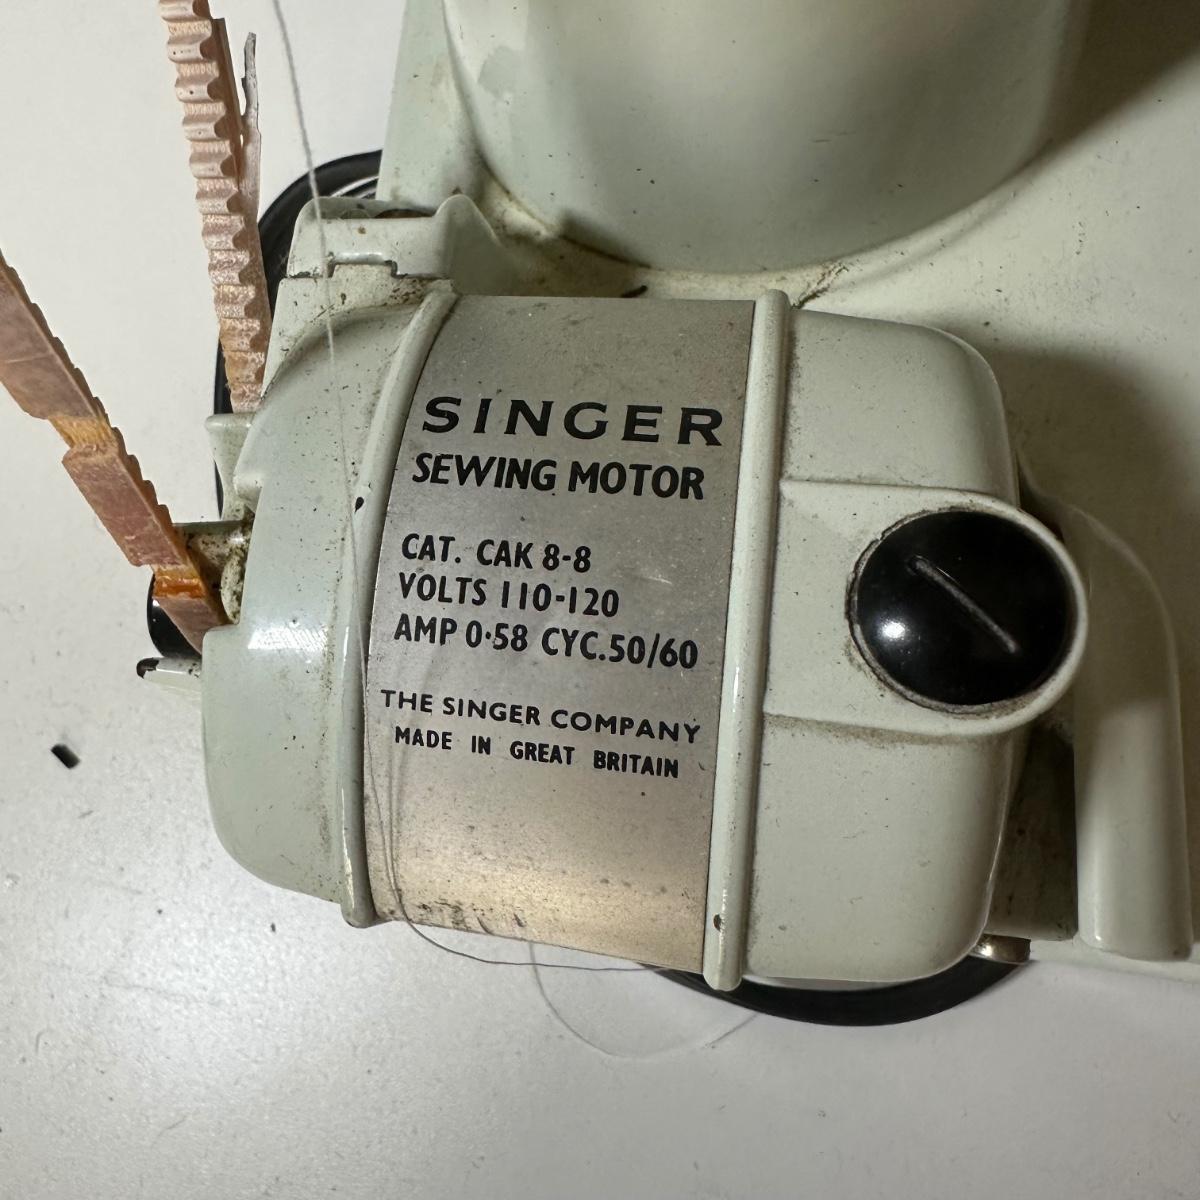 SINGER
SEWING MOTOR
CAT. CAK 8-8
VOLTS 110-120
AMP 0·58 CYC.50/60
THE SINGER COMPANY
MADE IN GREAT BRITAIN